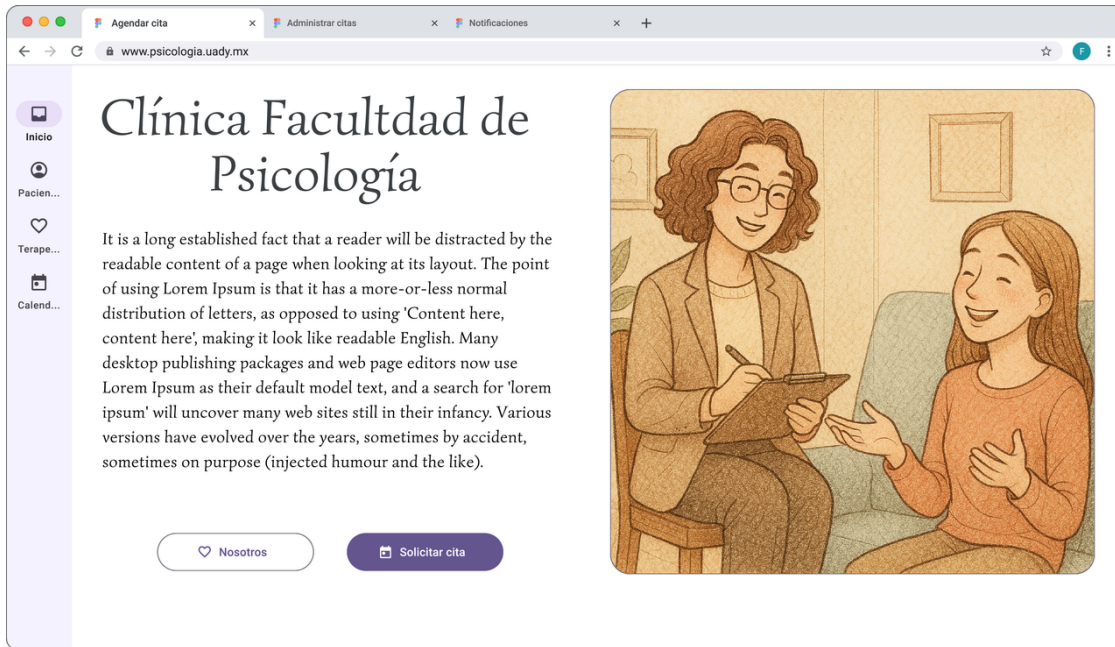 Agendar cita
Administrar citas
Notificaciones
www.psicologia.uady.mx
F
Inicio
Pacien...
Terape...
Calend...
Clínica Facultdad de
Psicología
It is a long established fact that a reader will be distracted by the
readable content of a page when looking at its layout. The point
of using Lorem Ipsum is that it has a more-or-less normal
distribution of letters, as opposed to using 'Content here,
content here', making it look like readable English. Many
desktop publishing packages and web page editors now use
Lorem Ipsum as their default model text, and a search for 'lorem
ipsum' will uncover many web sites still in their infancy. Various
versions have evolved over the years, sometimes by accident,
sometimes on purpose (injected humour and the like).
Nosotros
Solicitar cita